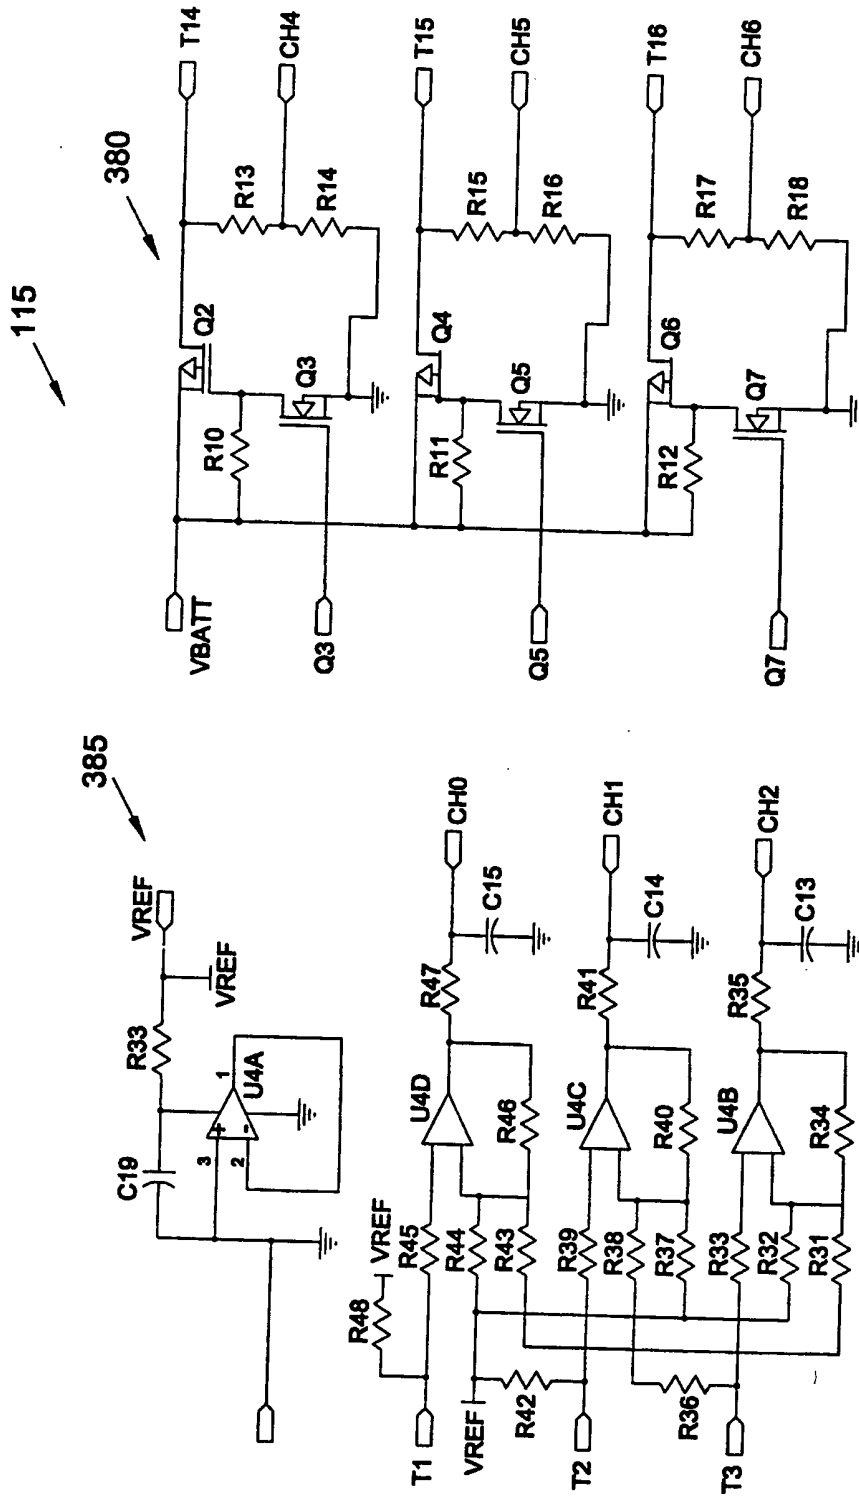 115
380
T14
R13
CH4
R14
Q2
R10
Q3
VBATT
Q3
T15
R15
CH5
R16
Q4
R11
Q5
Q5
T16
R17
CH6
R18
Q6
R12
Q7
Q7
385
VREF
VREF
R33
C19
3
+
2
-
1
U4A
VREF
R48
T1
R45
U4D
R47
CH0
C15
R44
R46
R43
VREF
R42
T2
R39
U4C
R41
CH1
C14
R38
R40
R37
R36
T3
R33
U4B
R35
CH2
C13
R32
R34
R31